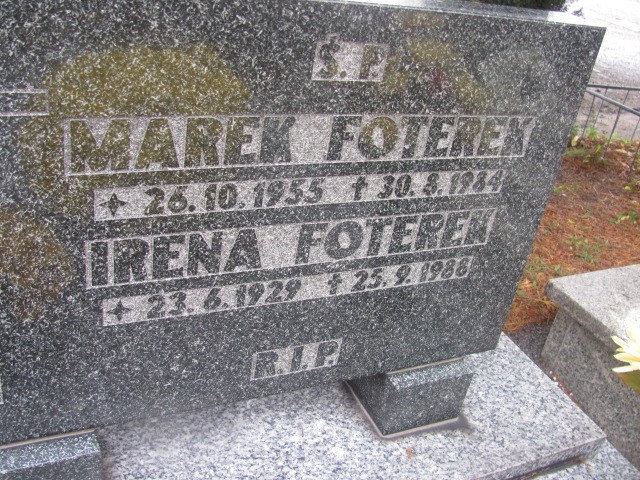 Ś.P.
MAREK FOTEREK
✦ 26.10.1955 ✝ 30.8.1984
IRENA FOTEREK
✦ 23.6.1929 ✝ 25.9.1988
R.I.P.